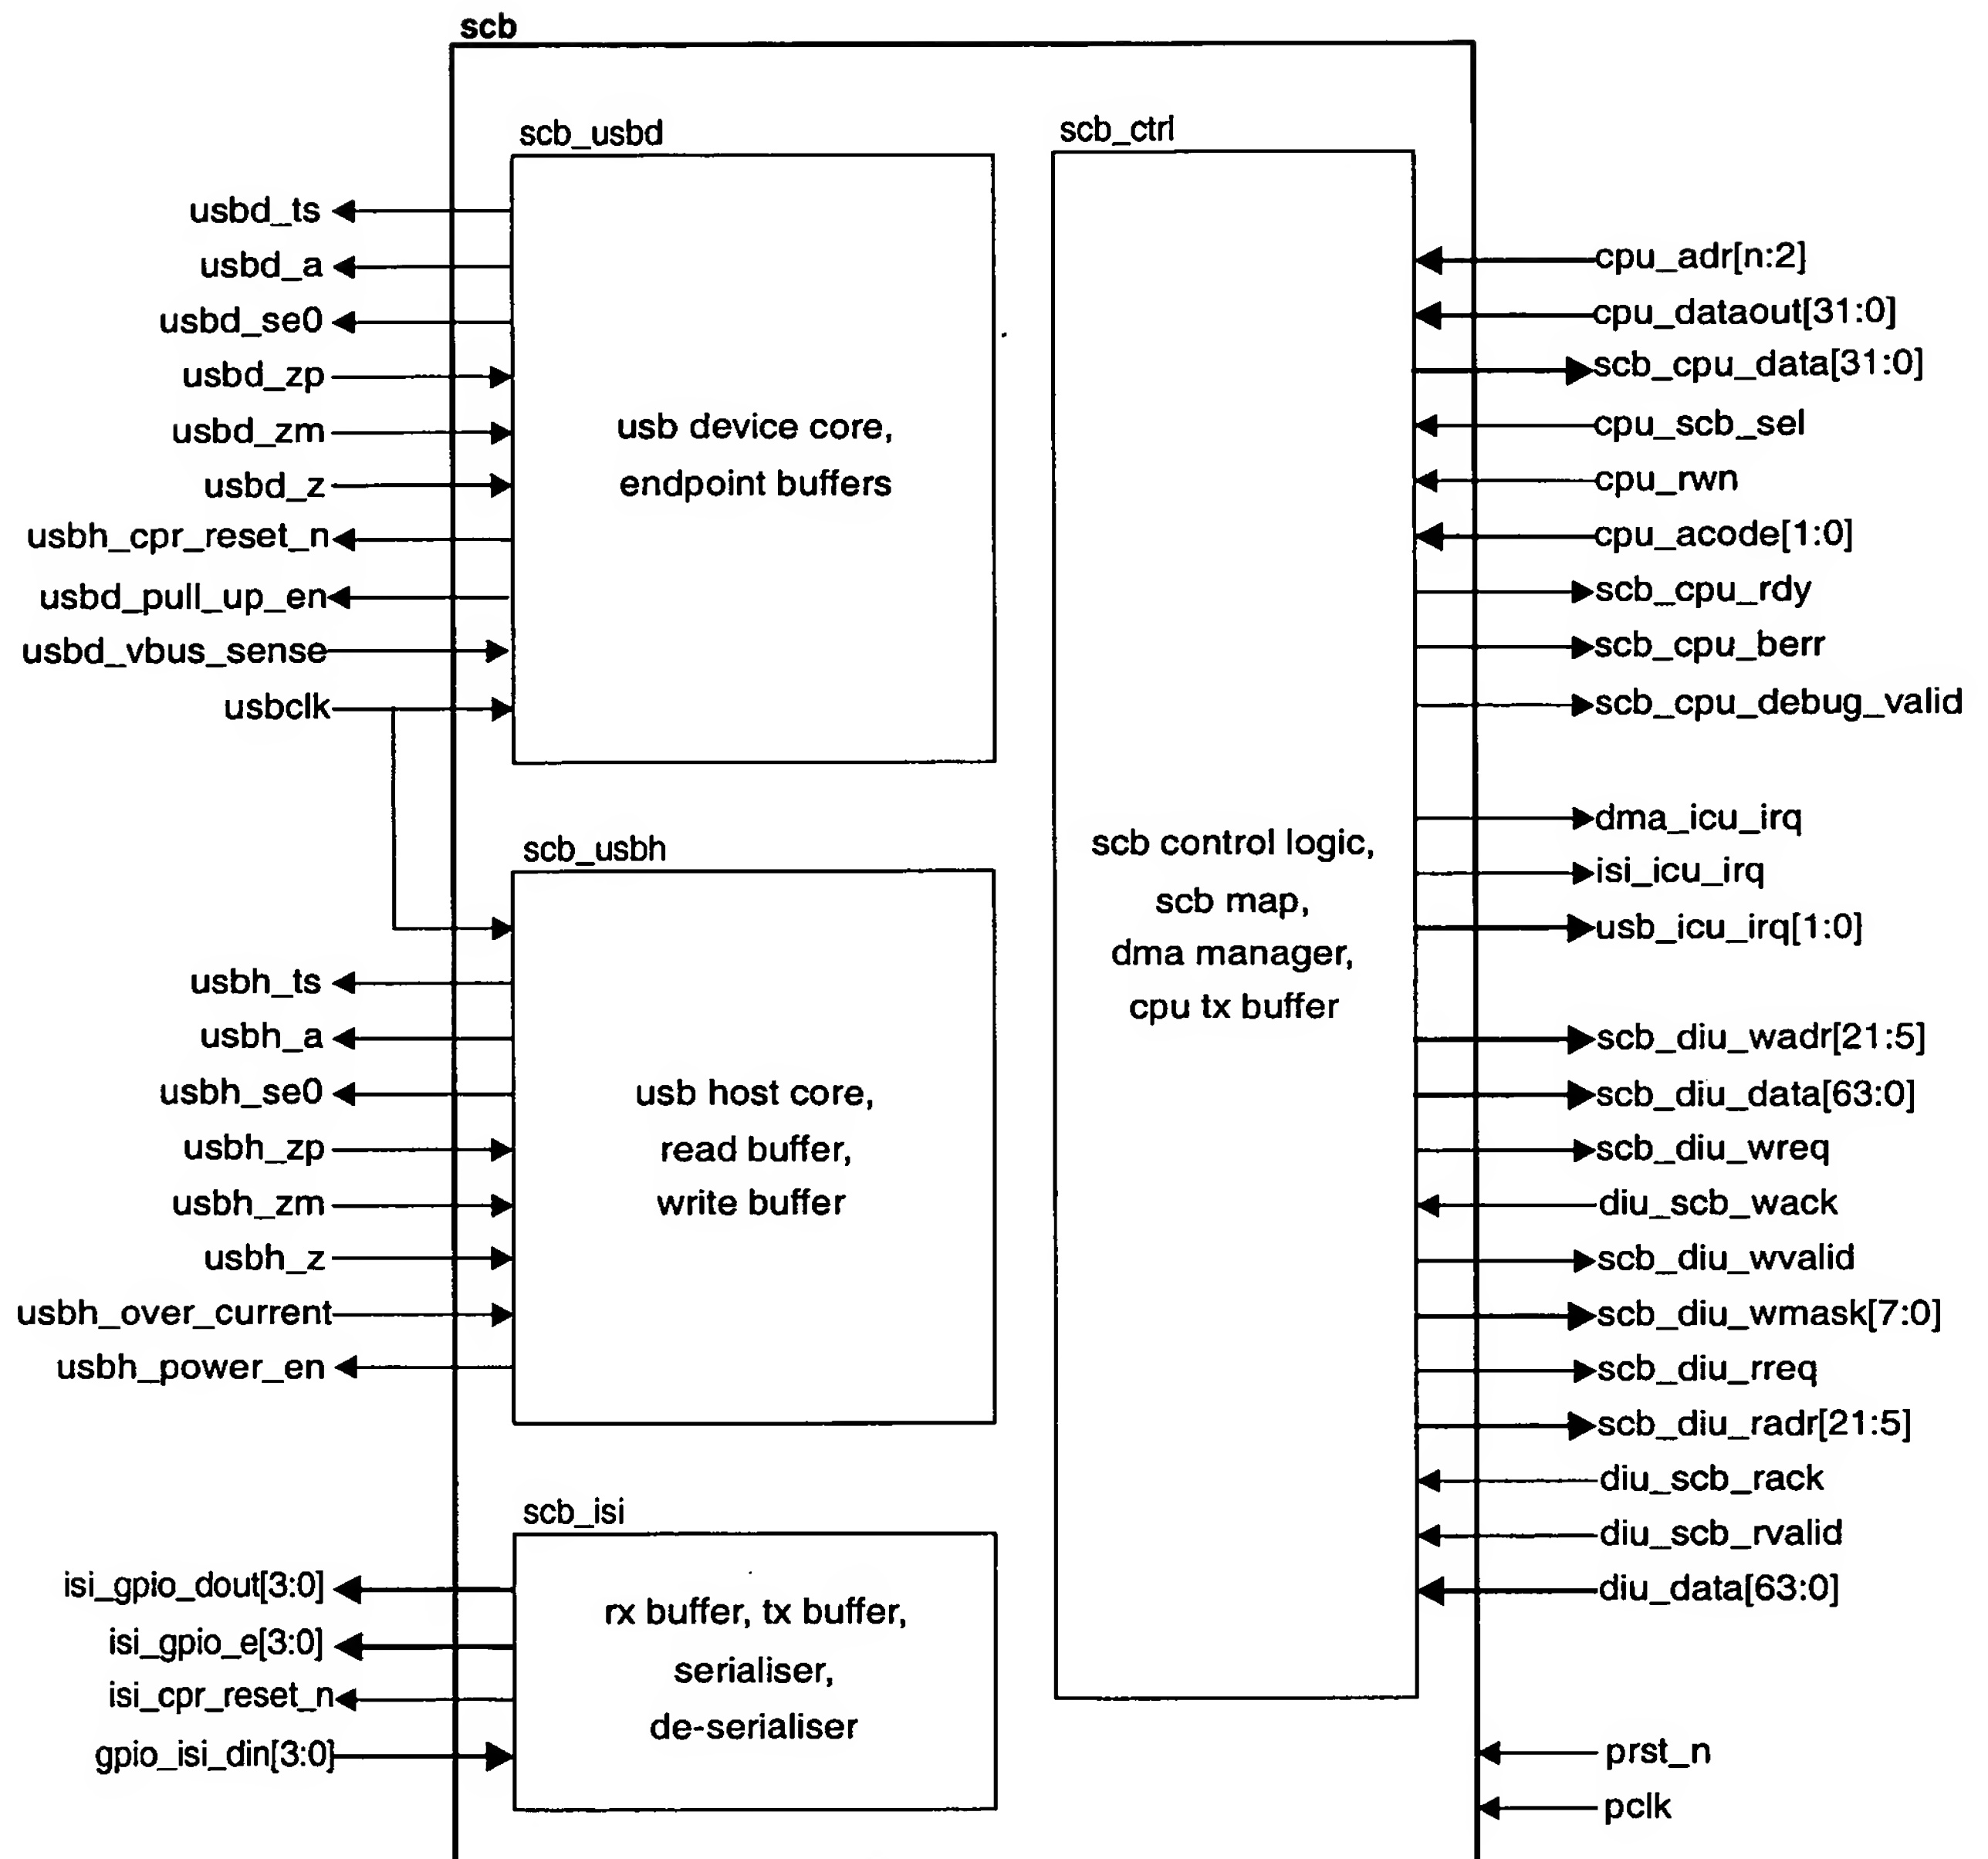 scb
scb_usbd
usbd_ts
usbd_a
usbd_se0
usbd_zp
usbd_zm
usbd_z
usbh_cpr_reset_n
usbd_pull_up_en
usbd_vbus_sense
usbclk
usb device core,
endpoint buffers
scb_usbh
usbh_ts
usbh_a
usbh_se0
usbh_zp
usbh_zm
usbh_z
usbh_over_current
usbh_power_en
usb host core,
read buffer,
write buffer
scb_isi
isi_gpio_dout[3:0]
isi_gpio_e[3:0]
isi_cpr_reset_n
gpio_isi_din[3:0]
rx buffer, tx buffer,
serialiser,
de-serialiser
scb_ctrl
scb control logic,
scb map,
dma manager,
cpu tx buffer
cpu_adr[n:2]
cpu_dataout[31:0]
scb_cpu_data[31:0]
cpu_scb_sel
cpu_rwn
cpu_acode[1:0]
scb_cpu_rdy
scb_cpu_berr
scb_cpu_debug_valid
dma_icu_irq
isi_icu_irq
usb_icu_irq[1:0]
scb_diu_wadr[21:5]
scb_diu_data[63:0]
scb_diu_wreq
diu_scb_wack
scb_diu_wvalid
scb_diu_wmask[7:0]
scb_diu_rreq
scb_diu_radr[21:5]
diu_scb_rack
diu_scb_rvalid
diu_data[63:0]
prst_n
pclk